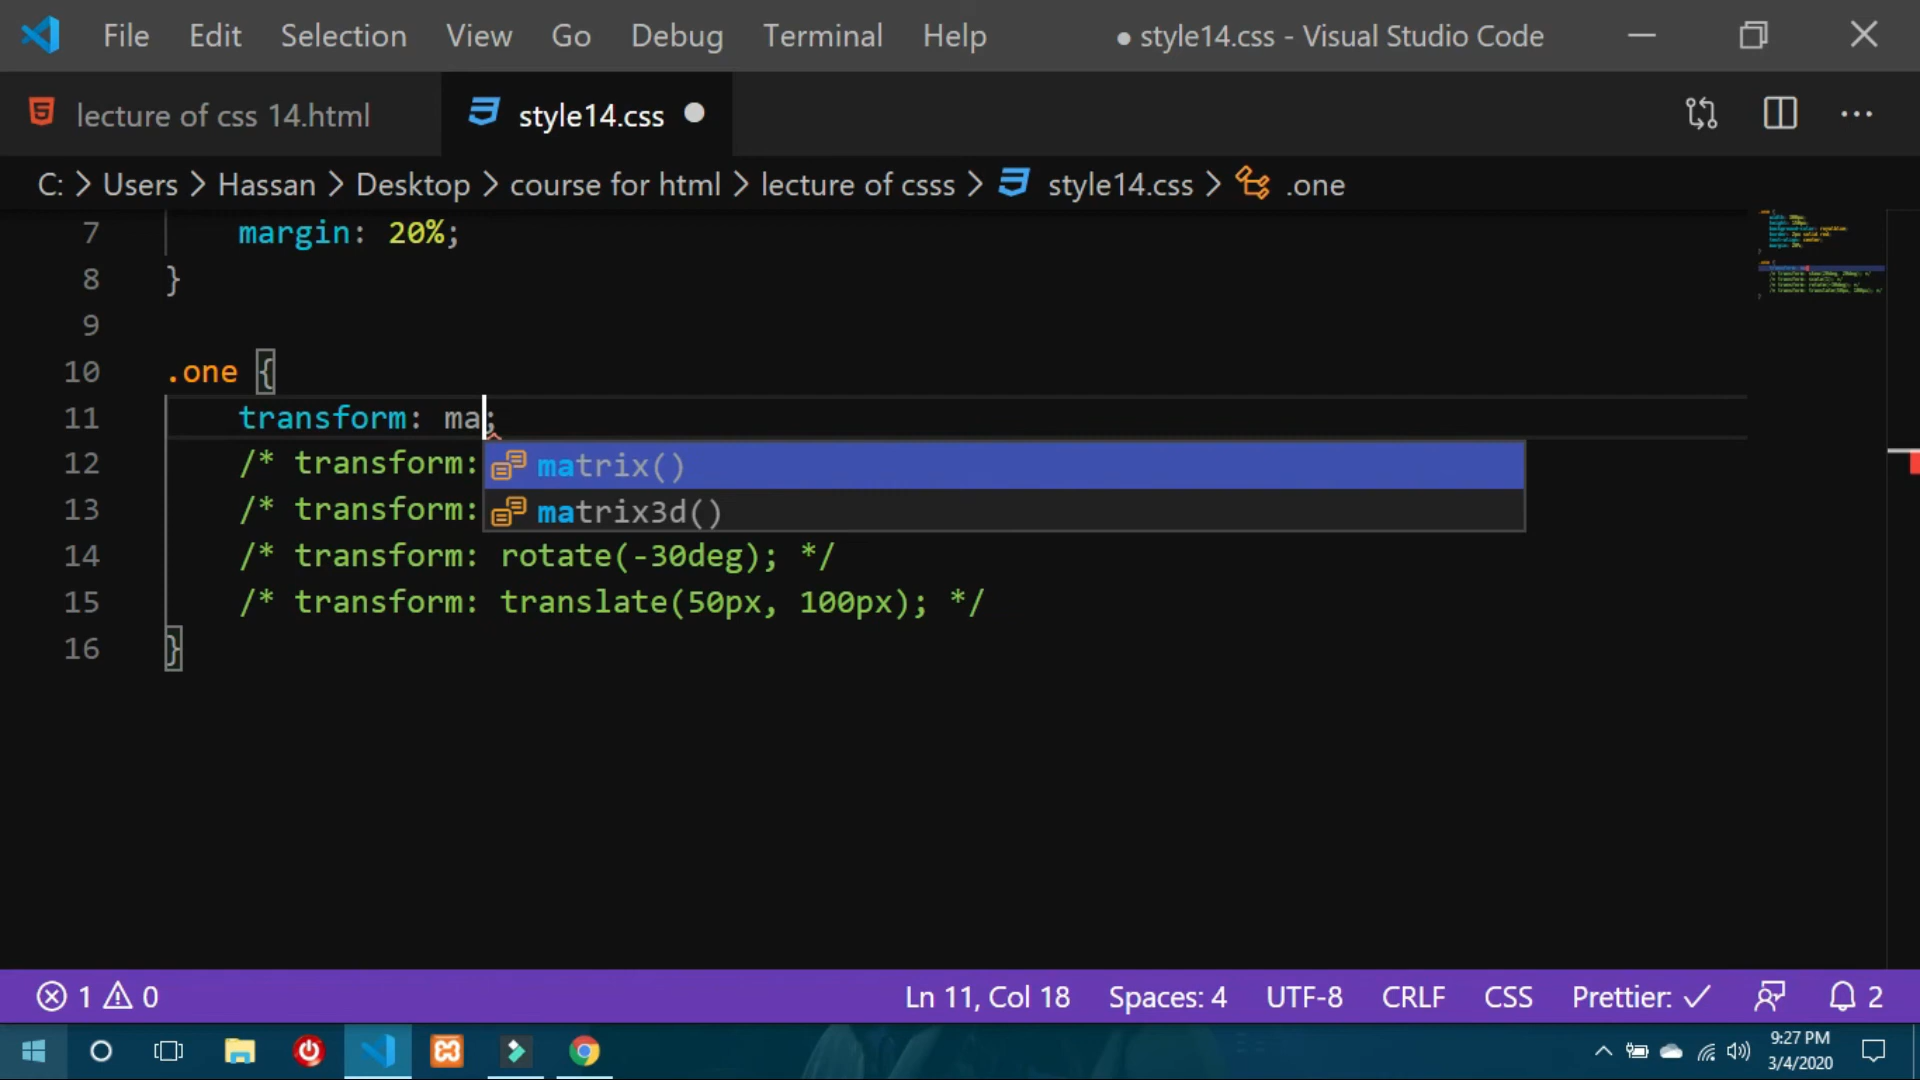 File Edit Selection View Go Debug Terminal Help ● style14.css - Visual Studio Code
lecture of css 14.html style14.css ●
C: > Users > Hassan > Desktop > course for html > lecture of csss > style14.css > .one
7 margin: 20%;
8 }
9
10 .one {
11 transform: ma;
12 /* transform:
matrix()
13 /* transform:
matrix3d()
14 /* transform: rotate(-30deg); */
15 /* transform: translate(50px, 100px); */
16 }
1 0 Ln 11, Col 18 Spaces: 4 UTF-8 CRLF CSS Prettier: ✓ 2
9:27 PM
3/4/2020